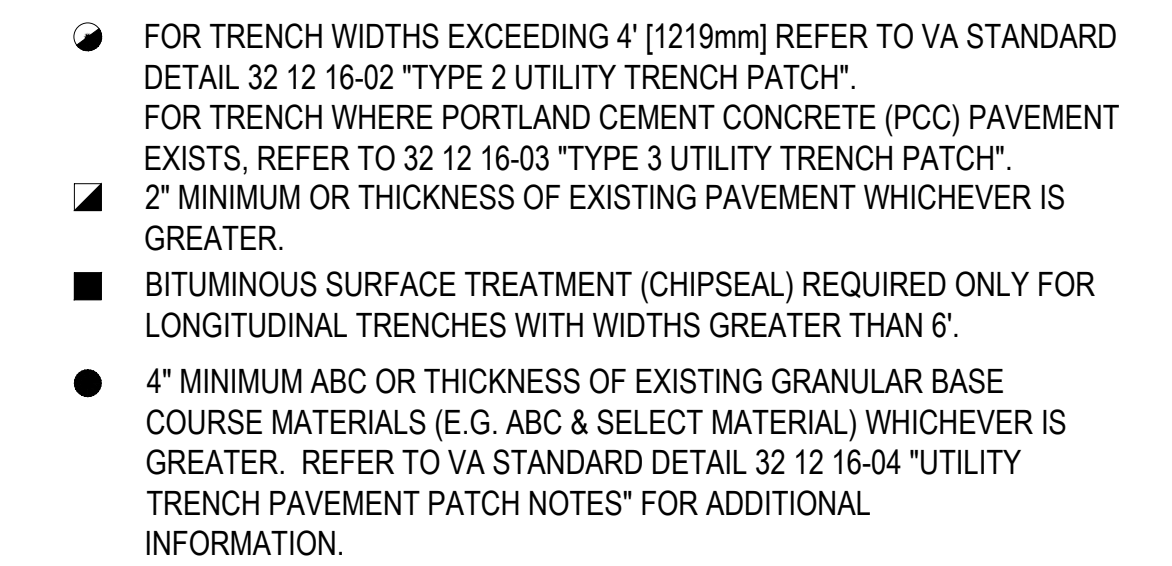 FOR TRENCH WIDTHS EXCEEDING 4' [1219mm] REFER TO VA STANDARD
DETAIL 32 12 16-02 "TYPE 2 UTILITY TRENCH PATCH".
FOR TRENCH WHERE PORTLAND CEMENT CONCRETE (PCC) PAVEMENT
EXISTS, REFER TO 32 12 16-03 "TYPE 3 UTILITY TRENCH PATCH".
2" MINIMUM OR THICKNESS OF EXISTING PAVEMENT WHICHEVER IS
GREATER.
BITUMINOUS SURFACE TREATMENT (CHIPSEAL) REQUIRED ONLY FOR
LONGITUDINAL TRENCHES WITH WIDTHS GREATER THAN 6'.
4" MINIMUM ABC OR THICKNESS OF EXISTING GRANULAR BASE
COURSE MATERIALS (E.G. ABC & SELECT MATERIAL) WHICHEVER IS
GREATER. REFER TO VA STANDARD DETAIL 32 12 16-04 "UTILITY
TRENCH PAVEMENT PATCH NOTES" FOR ADDITIONAL
INFORMATION.